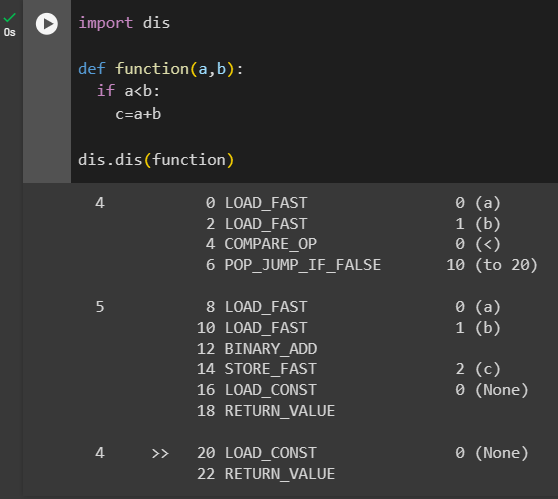 import dis
0s
def function(a,b):
  if a<b:
    c=a+b
dis.dis(function)
4 0 LOAD_FAST 0 (a)
2 LOAD_FAST 1 (b)
4 COMPARE_OP 0 (<)
6 POP_JUMP_IF_FALSE 10 (to 20)
5 8 LOAD_FAST 0 (a)
10 LOAD_FAST 1 (b)
12 BINARY_ADD
14 STORE_FAST 2 (c)
16 LOAD_CONST 0 (None)
18 RETURN_VALUE
4 >> 20 LOAD_CONST 0 (None)
22 RETURN_VALUE